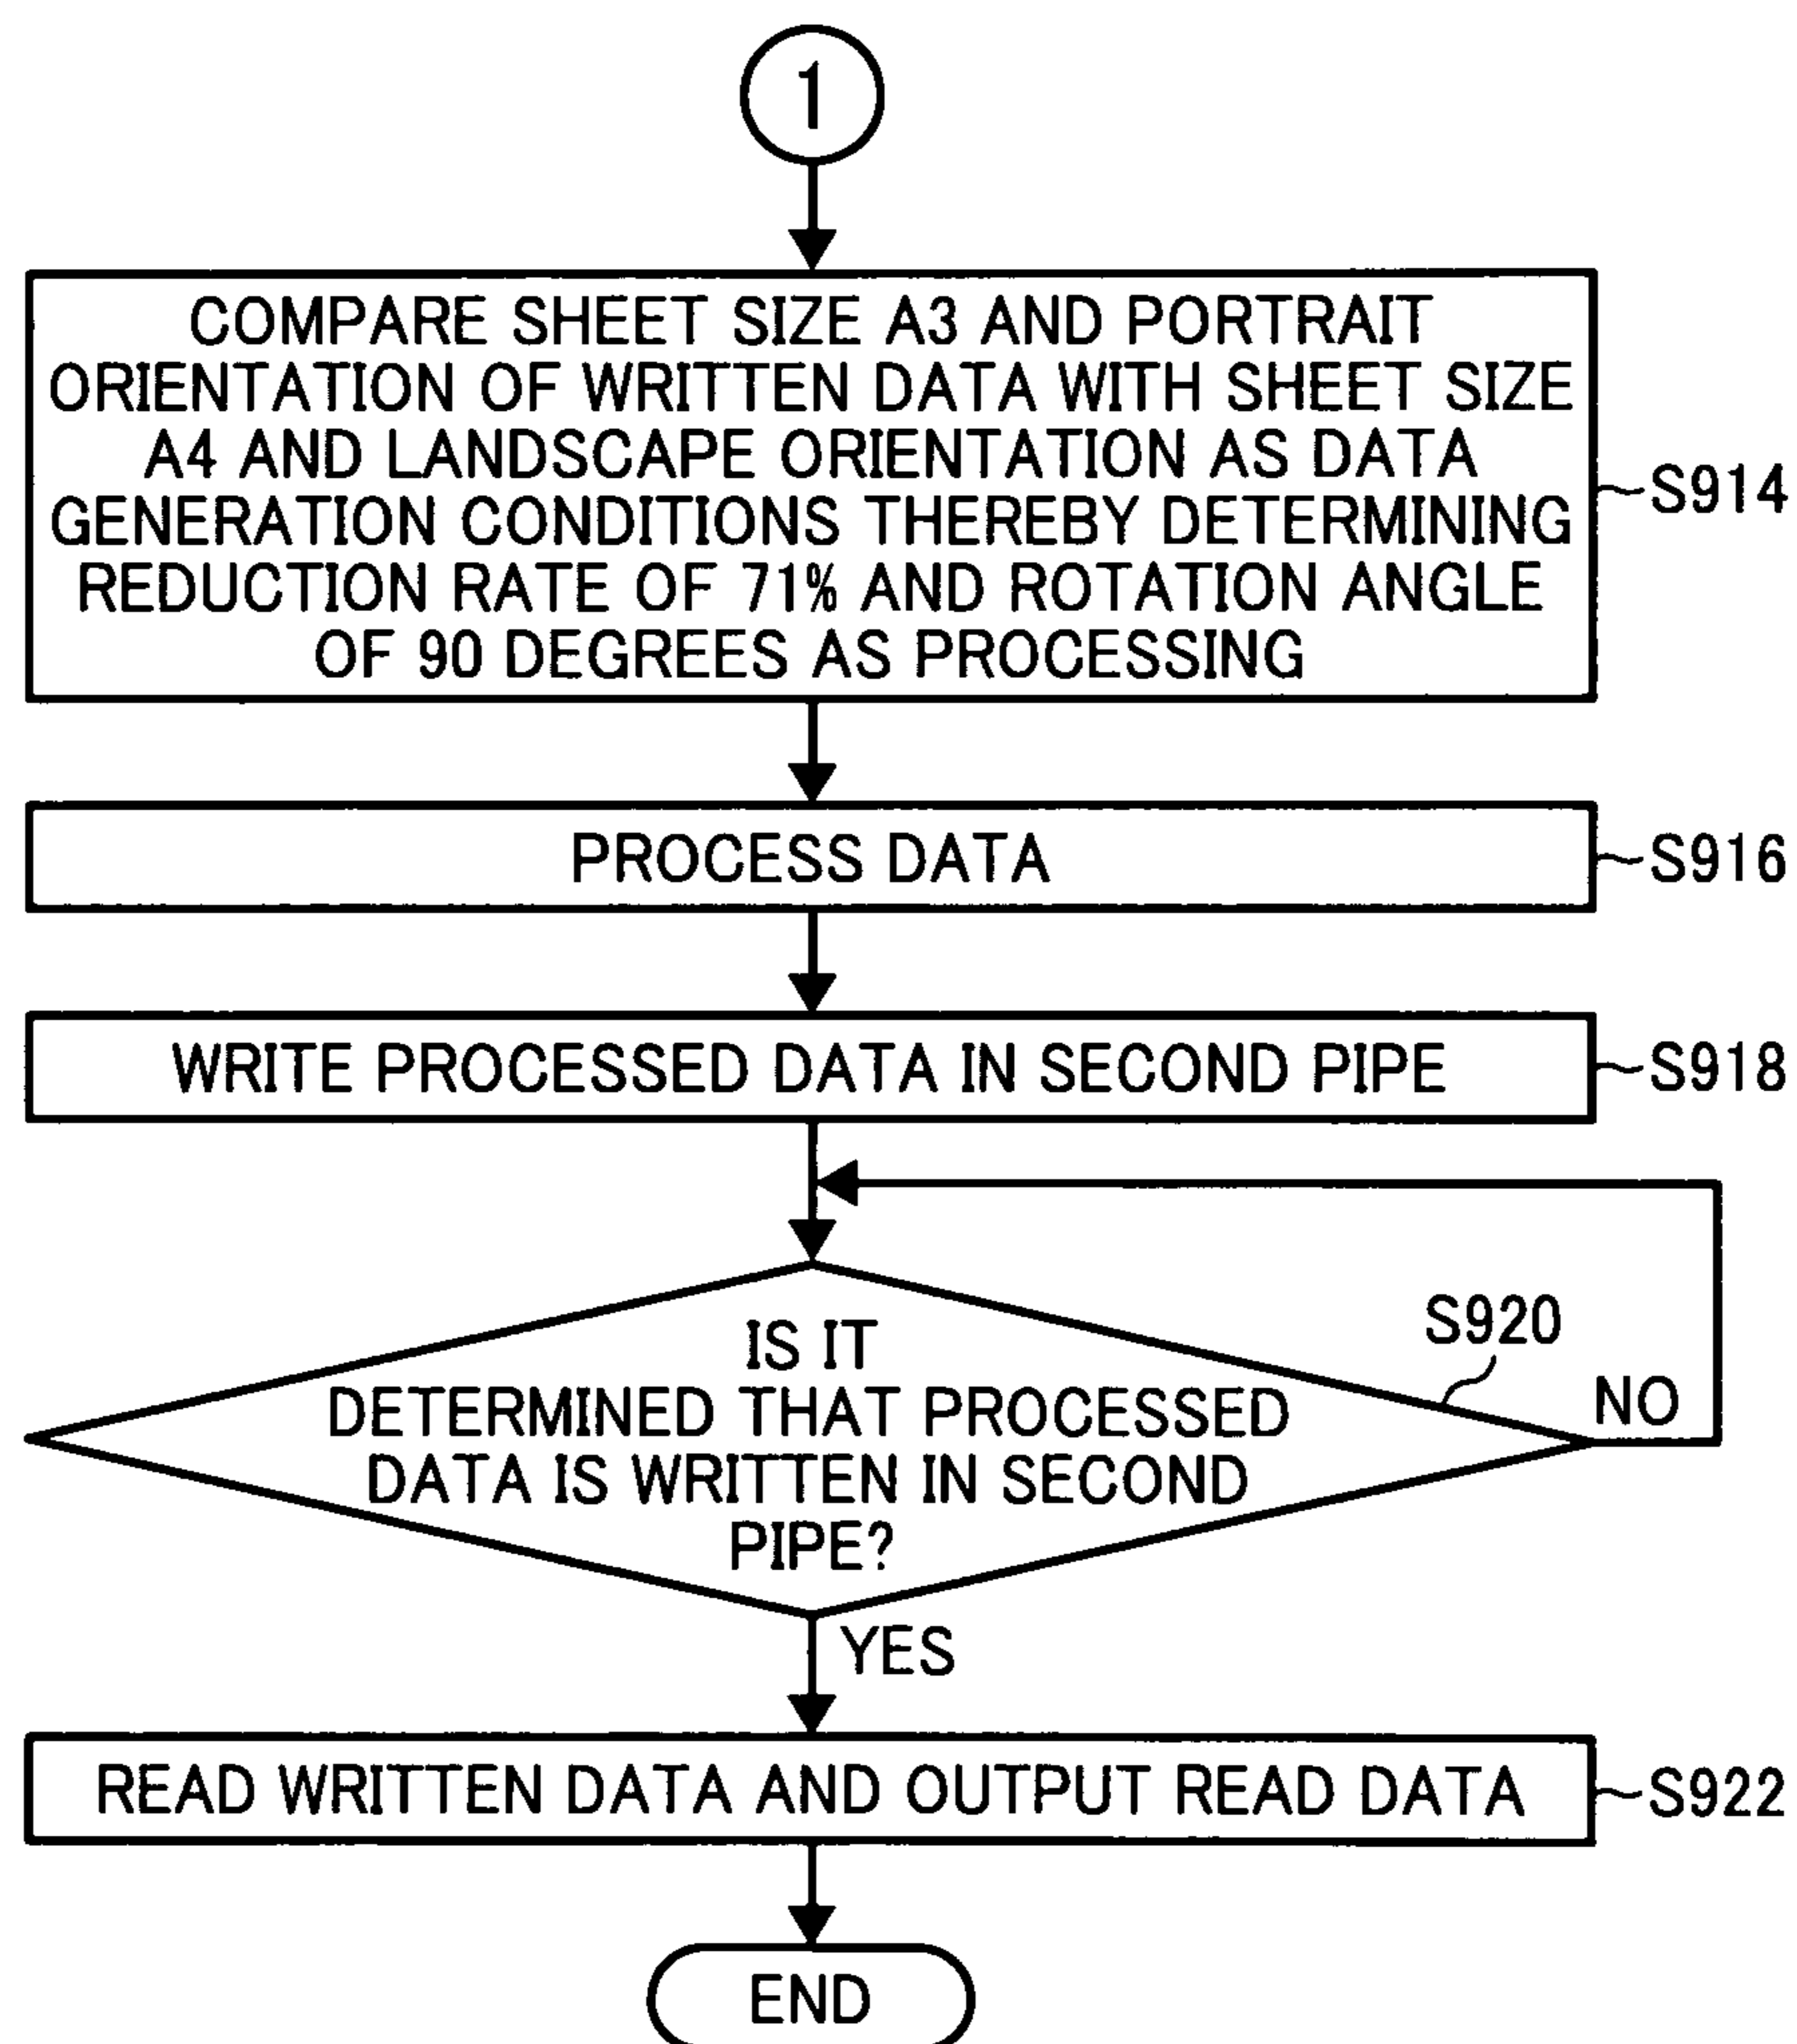 1
COMPARE SHEET SIZE A3 AND PORTRAIT
ORIENTATION OF WRITTEN DATA WITH SHEET SIZE
A4 AND LANDSCAPE ORIENTATION AS DATA
GENERATION CONDITIONS THEREBY DETERMINING
REDUCTION RATE OF 71% AND ROTATION ANGLE
OF 90 DEGREES AS PROCESSING
S914
PROCESS DATA
S916
WRITE PROCESSED DATA IN SECOND PIPE
S918
IS IT
DETERMINED THAT PROCESSED
DATA IS WRITTEN IN SECOND
PIPE?
S920
NO
YES
READ WRITTEN DATA AND OUTPUT READ DATA
S922
END